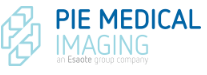 PIE MEDICAL
IMAGING
an Esaote group company